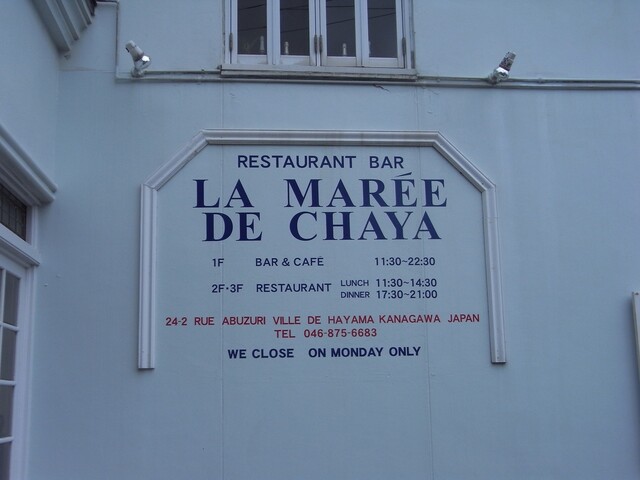 RESTAURANT BAR
LA MARÉE
DE CHAYA
1F BAR & CAFÉ 11:30~22:30
2F·3F RESTAURANT LUNCH 11:30~14:30
DINNER 17:30~21:00
24-2 RUE ABUZURI VILLE DE HAYAMA KANAGAWA JAPAN
TEL 046-875-6683
WE CLOSE ON MONDAY ONLY